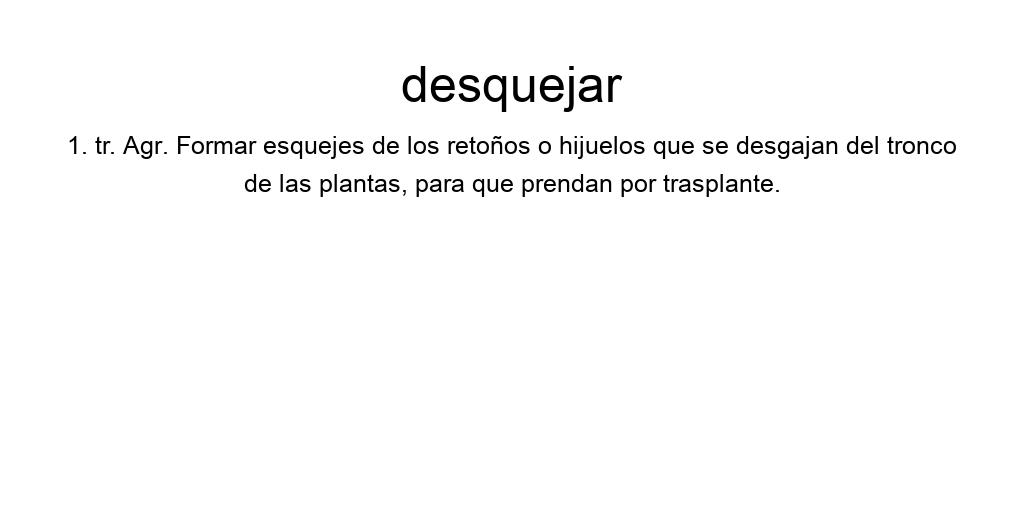 desquejar
1. tr. Agr. Formar esquejes de los retoños o hijuelos que se desgajan del tronco
de las plantas, para que prendan por trasplante.